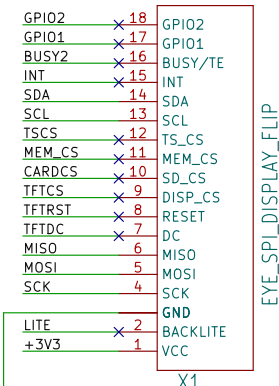 GPIO2 18 GPIO2
GPIO1 17 GPIO1
BUSY2 16 BUSY/TE
INT 15 INT
SDA 14 SDA
SCL 13 SCL
TSCS 12 TS_CS
MEM_CS 11 MEM_CS
CARDCS 10 SD_CS
TFTCS 9 DISP_CS
TFTRST 8 RESET
TFTDC 7 DC
MISO 6 MISO
MOSI 5 MOSI
SCK 4 SCK
GND
LITE 2 BACKLITE
+3V3 1 VCC
EYE_SPI_DISPLAY_FLIP
X1